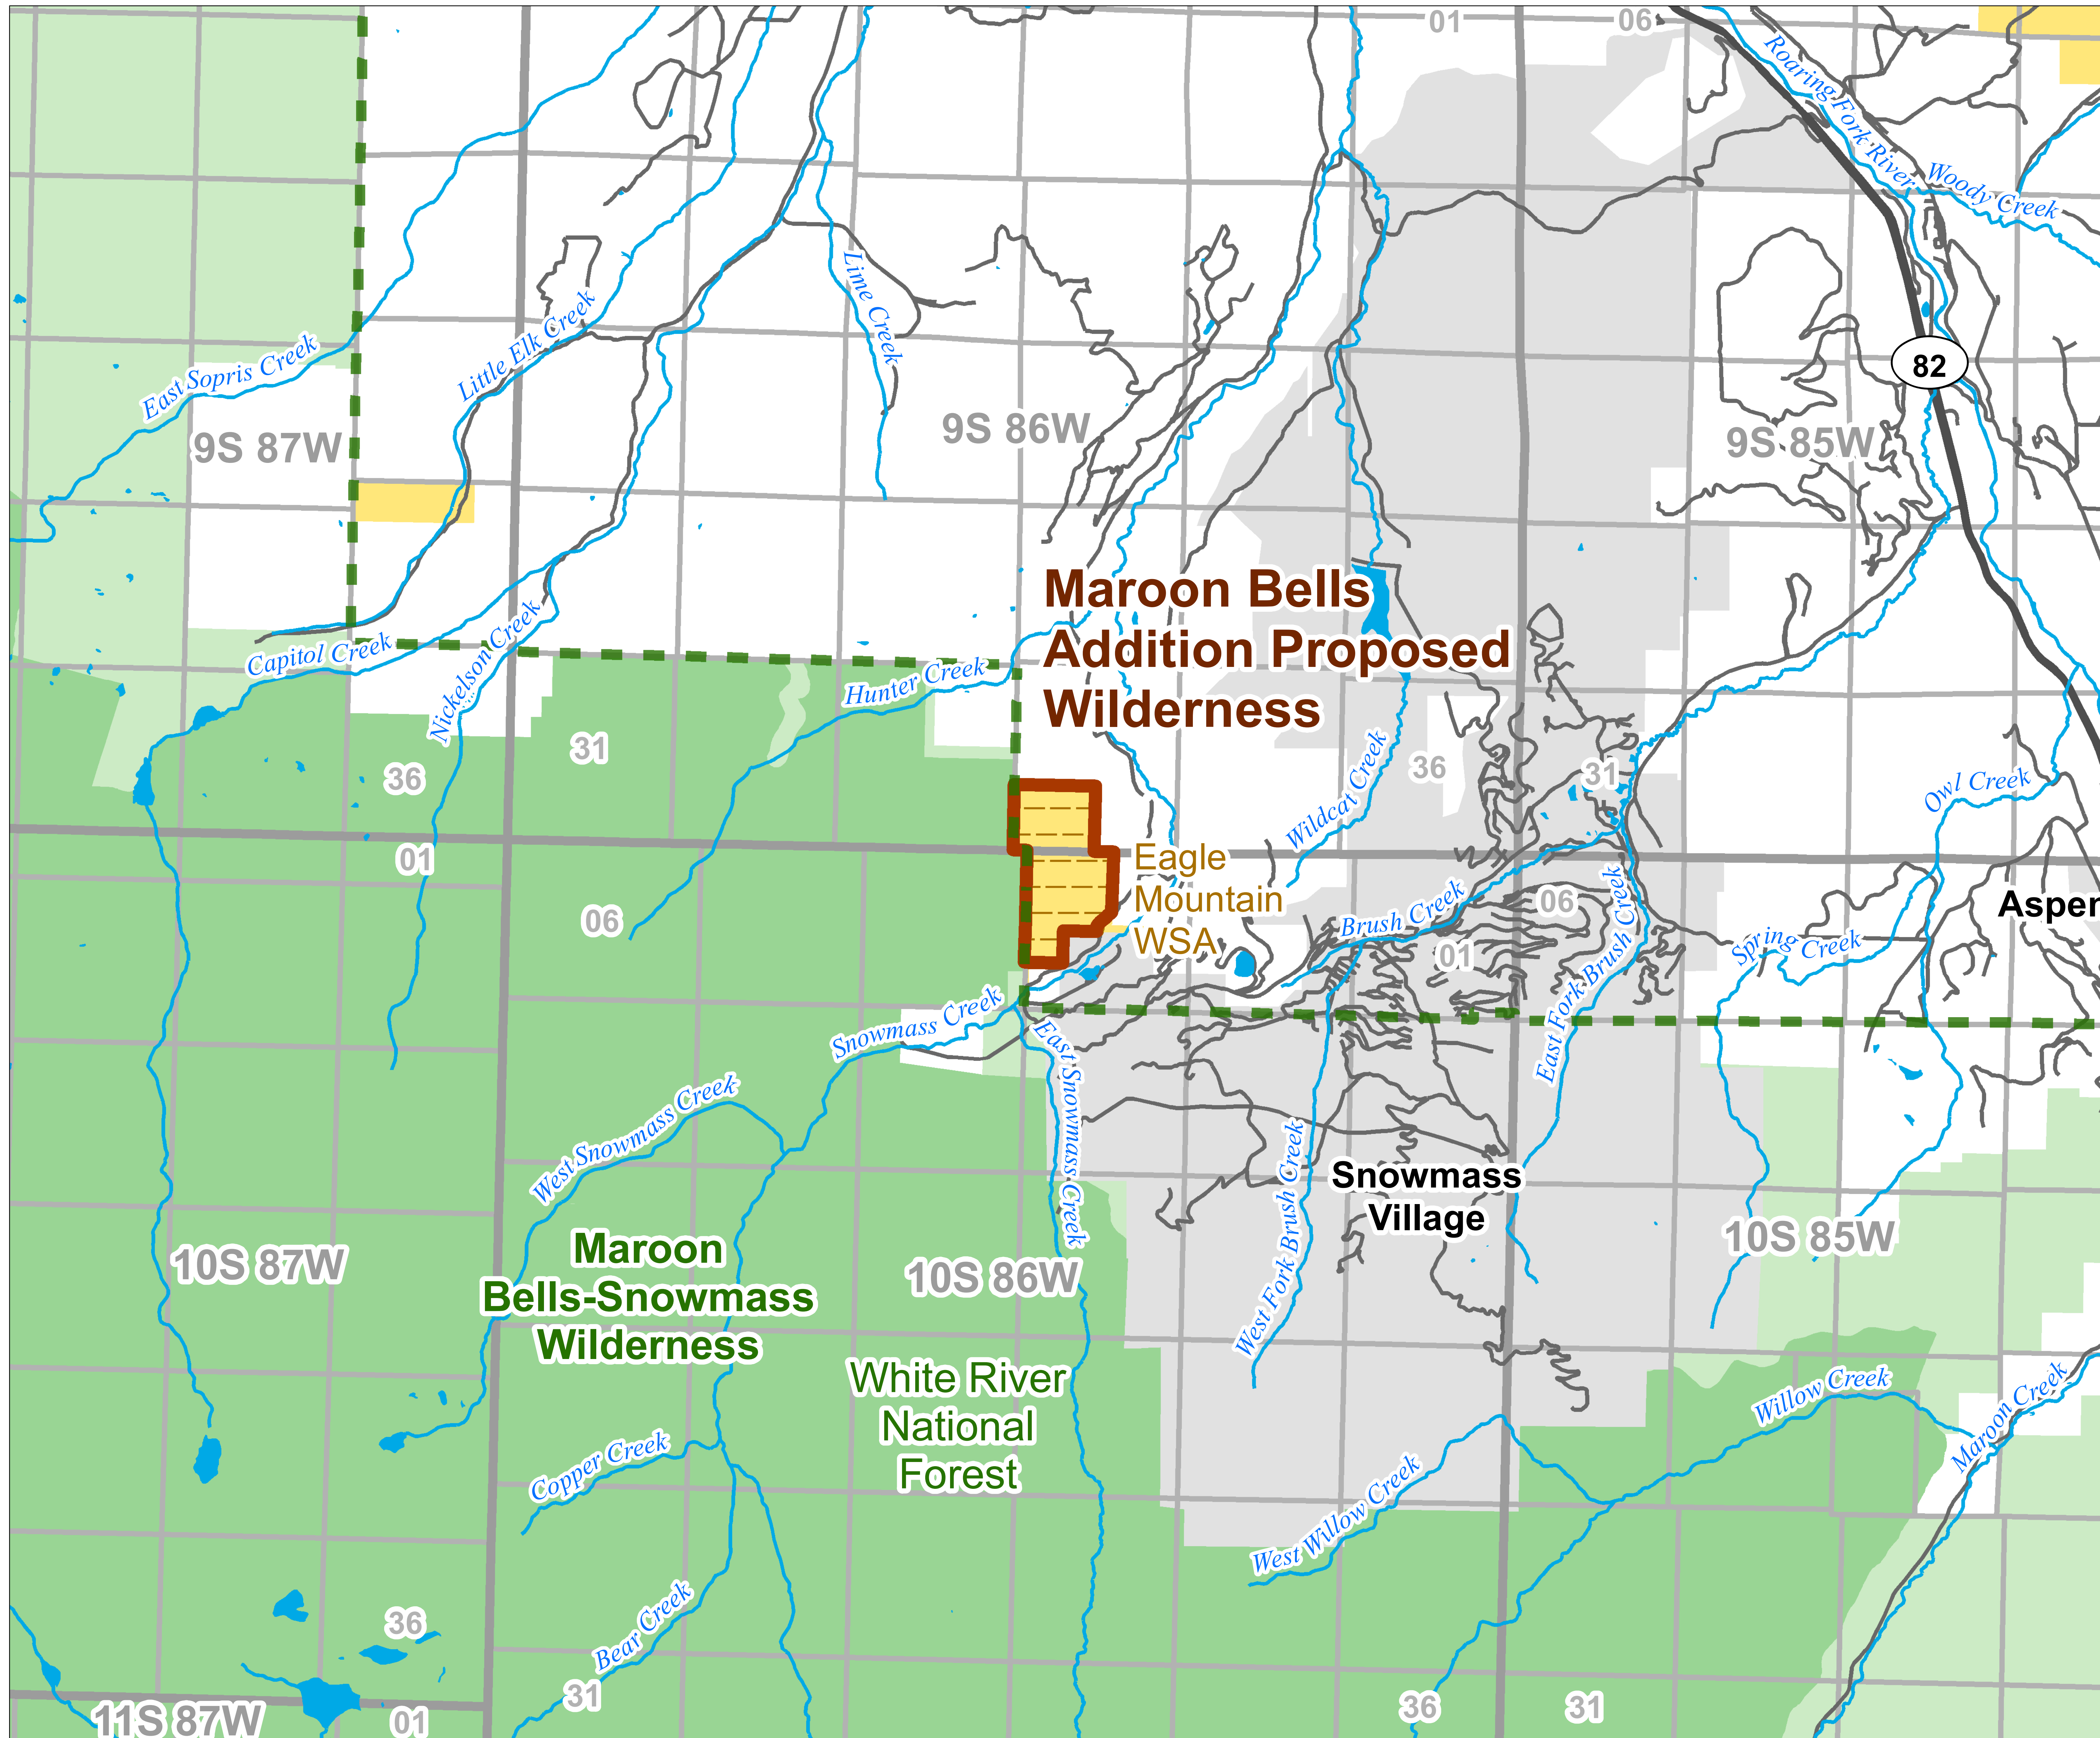 01
06
Roaring Fork River
Woody Creek
Lime Creek
Little Elk Creek
East Sopris Creek
82
9S 87W
9S 86W
9S 85W
Maroon Bells
Addition Proposed
Wilderness
Capitol Creek
Nickelson Creek
Hunter Creek
36
31
Wildcat Creek
36
31
Owl Creek
01
06
Eagle
Mountain
WSA
Brush Creek
06
01
East Fork Brush Creek
Spring Creek
Aspen
Snowmass Creek
East Snowmass Creek
West Snowmass Creek
West Fork Brush Creek
Snowmass
Village
10S 87W
Maroon
Bells-Snowmass
Wilderness
10S 86W
10S 85W
White River
National
Forest
Willow Creek
Maroon Creek
Copper Creek
West Willow Creek
Bear Creek
36
31
36
31
11S 87W
01